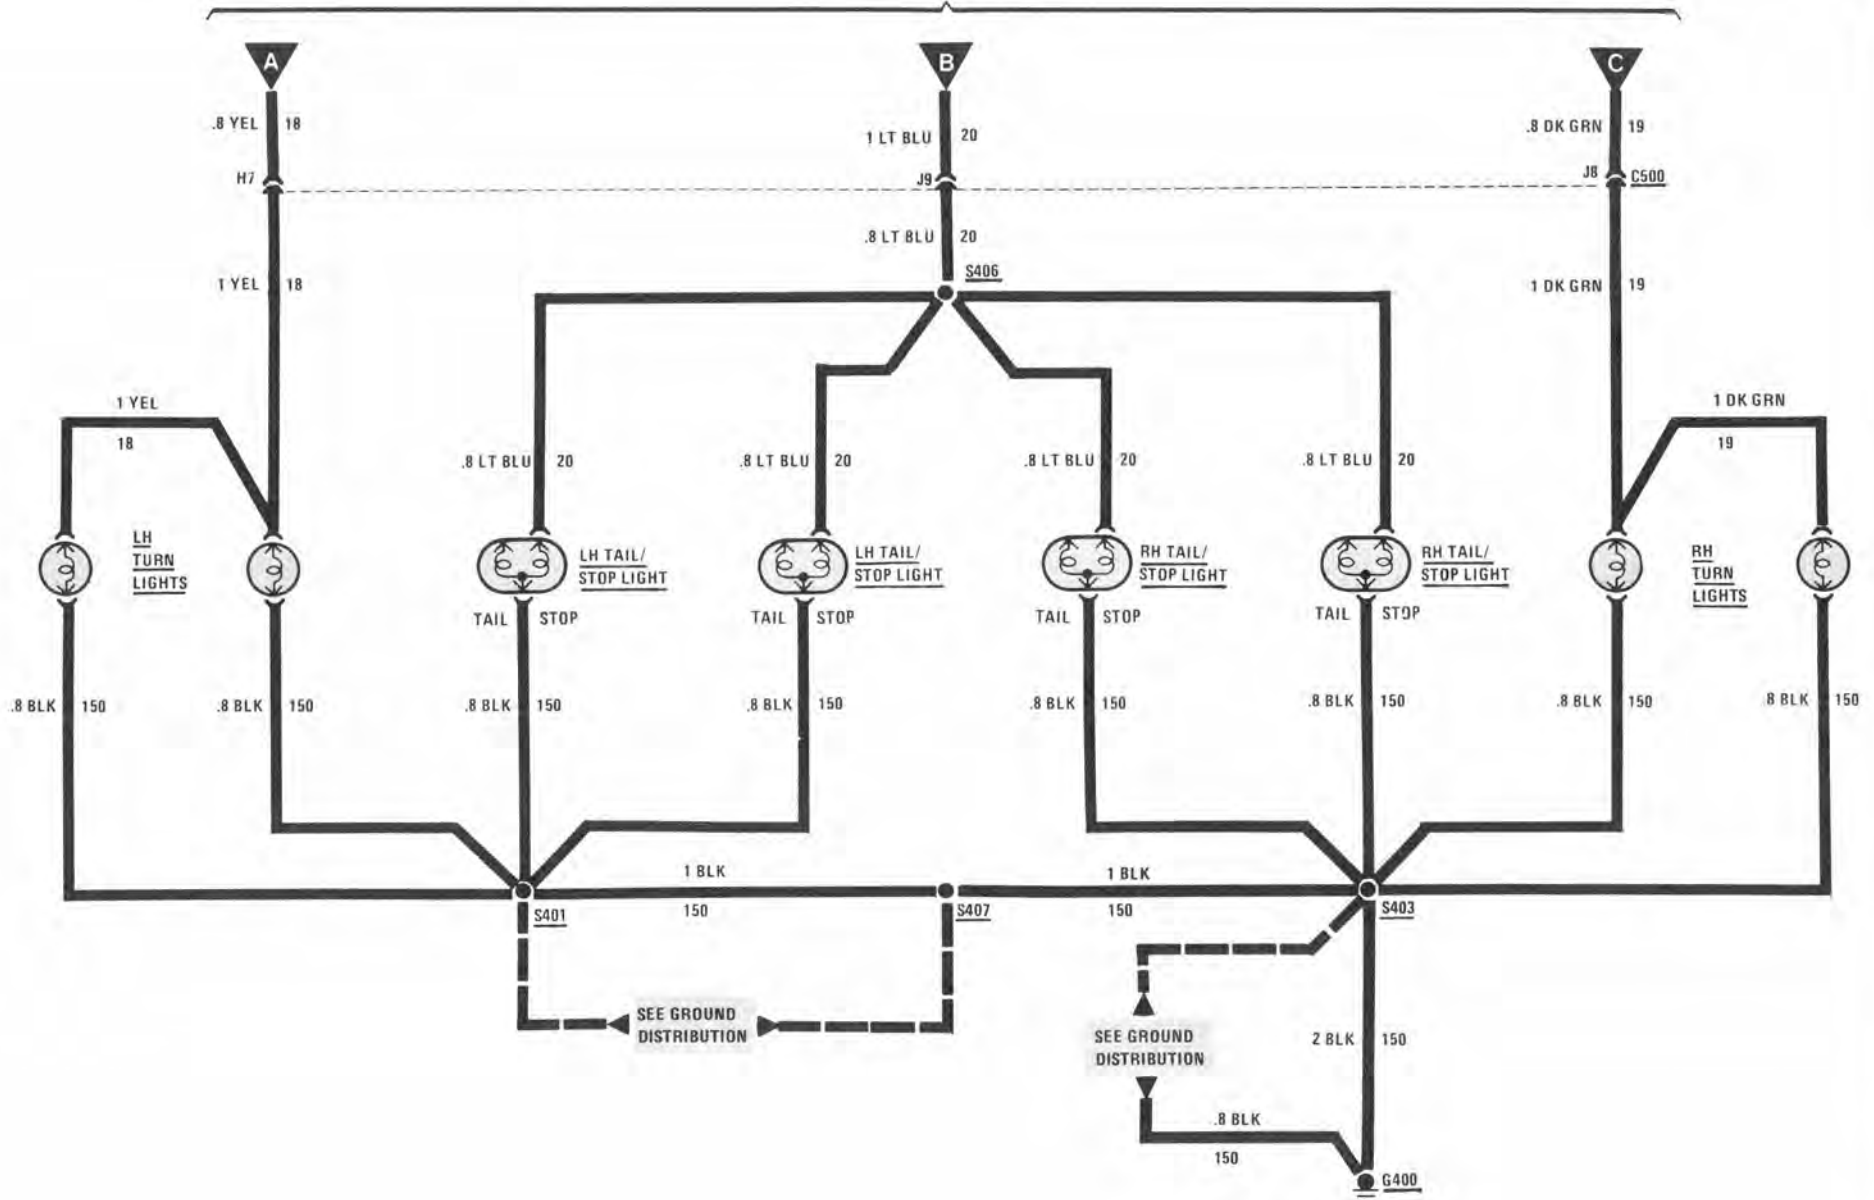 A
B
C
.8 YEL 18
1 LT BLU 20
.8 DK GRN 19
H7
J9
J8 C500
.8 LT BLU 20
S406
1 YEL 18
1 DK GRN 19
1 YEL
18
1 DK GRN
19
.8 LT BLU 20
.8 LT BLU 20
.8 LT BLU 20
.8 LT BLU 20
LH
TURN
LIGHTS
LH TAIL/
STOP LIGHT
LH TAIL/
STOP LIGHT
RH TAIL/
STOP LIGHT
RH TAIL/
STOP LIGHT
RH
TURN
LIGHTS
TAIL STOP
TAIL STOP
TAIL STOP
TAIL STOP
.8 BLK 150
.8 BLK 150
.8 BLK 150
.8 BLK 150
.8 BLK 150
.8 BLK 150
.8 BLK 150
.8 BLK 150
1 BLK
150
1 BLK
150
S401
S407
S403
SEE GROUND
DISTRIBUTION
SEE GROUND
DISTRIBUTION
2 BLK 150
.8 BLK
150
G400